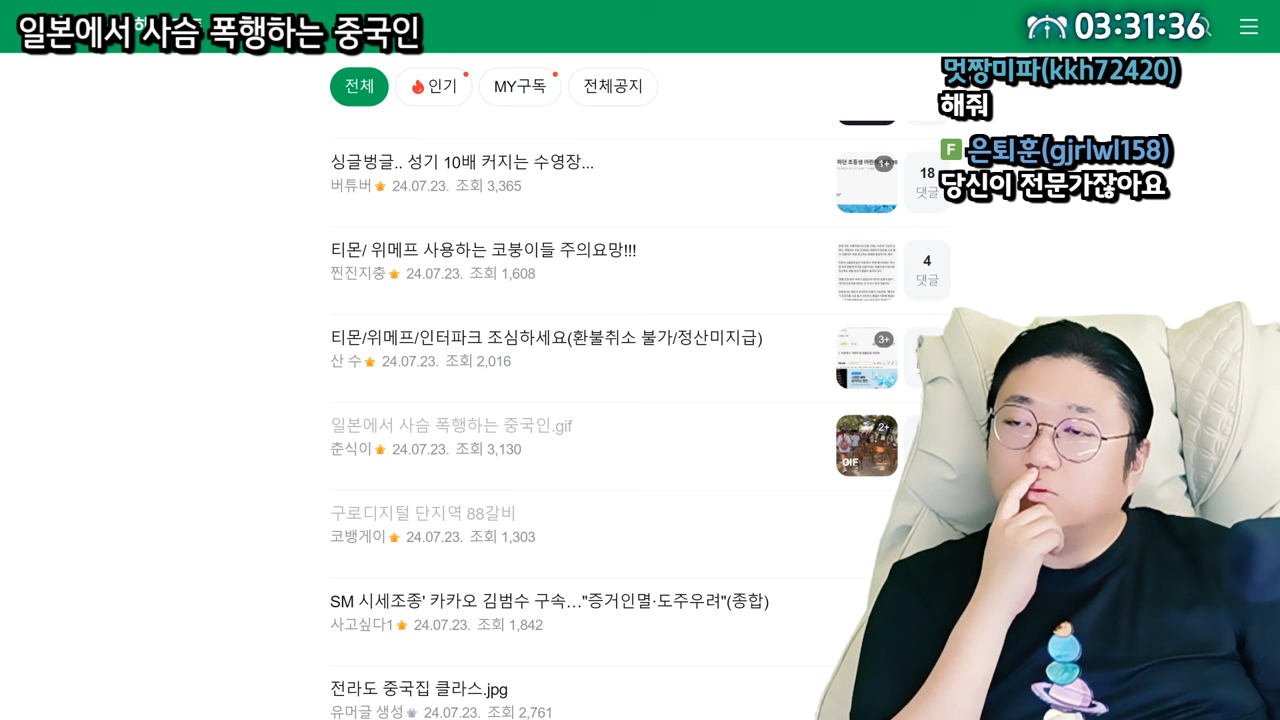 일본에서 사슴 폭행하는 중국인
03:31:36
전체
인기
MY구독
전체공지
멋짱미파(kkh72420)
해줘
F 은퇴훈(gjrlwl158)
당신이 전문가잖아요
싱글벙글.. 성기 10배 커지는 수영장...
버튜버 24.07.23. 조회 3,365
1+
18
댓글
티몬/ 위메프 사용하는 코봉이들 주의요망!!!
찐진지충 24.07.23. 조회 1,608
4
댓글
티몬/위메프/인터파크 조심하세요(환불취소 불가/정산미지급)
산 수 24.07.23. 조회 2,016
3+
일본에서 사슴 폭행하는 중국인.gif
춘식이 24.07.23. 조회 3,130
2+
GIF
구로디지털 단지역 88갈비
코뱅게이 24.07.23. 조회 1,303
SM 시세조종' 카카오 김범수 구속…"증거인멸·도주우려"(종합)
사고싶다1 24.07.23. 조회 1,842
전라도 중국집 클라스.jpg
유머글 생성 24.07.23. 조회 2,761